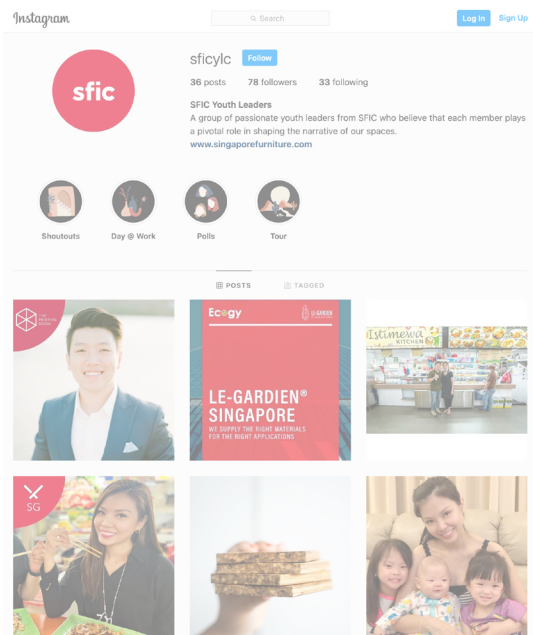 Instagram
Search
Log In
Sign Up
sfic
sficylc
Follow
36 posts 78 followers 33 following
SFIC Youth Leaders
A group of passionate youth leaders from SFIC who believe that each member plays
a pivotal role in shaping the narrative of our spaces.
www.singaporefurniture.com
Shoutouts
Day @ Work
Polls
Tour
POSTS
TAGGED
Ecogy
LE-GARDIEN
LE-GARDIEN®
SINGAPORE
WE SUPPLY THE RIGHT MATERIALS
FOR THE RIGHT APPLICATIONS
Istimewa
KITCHEN
SG